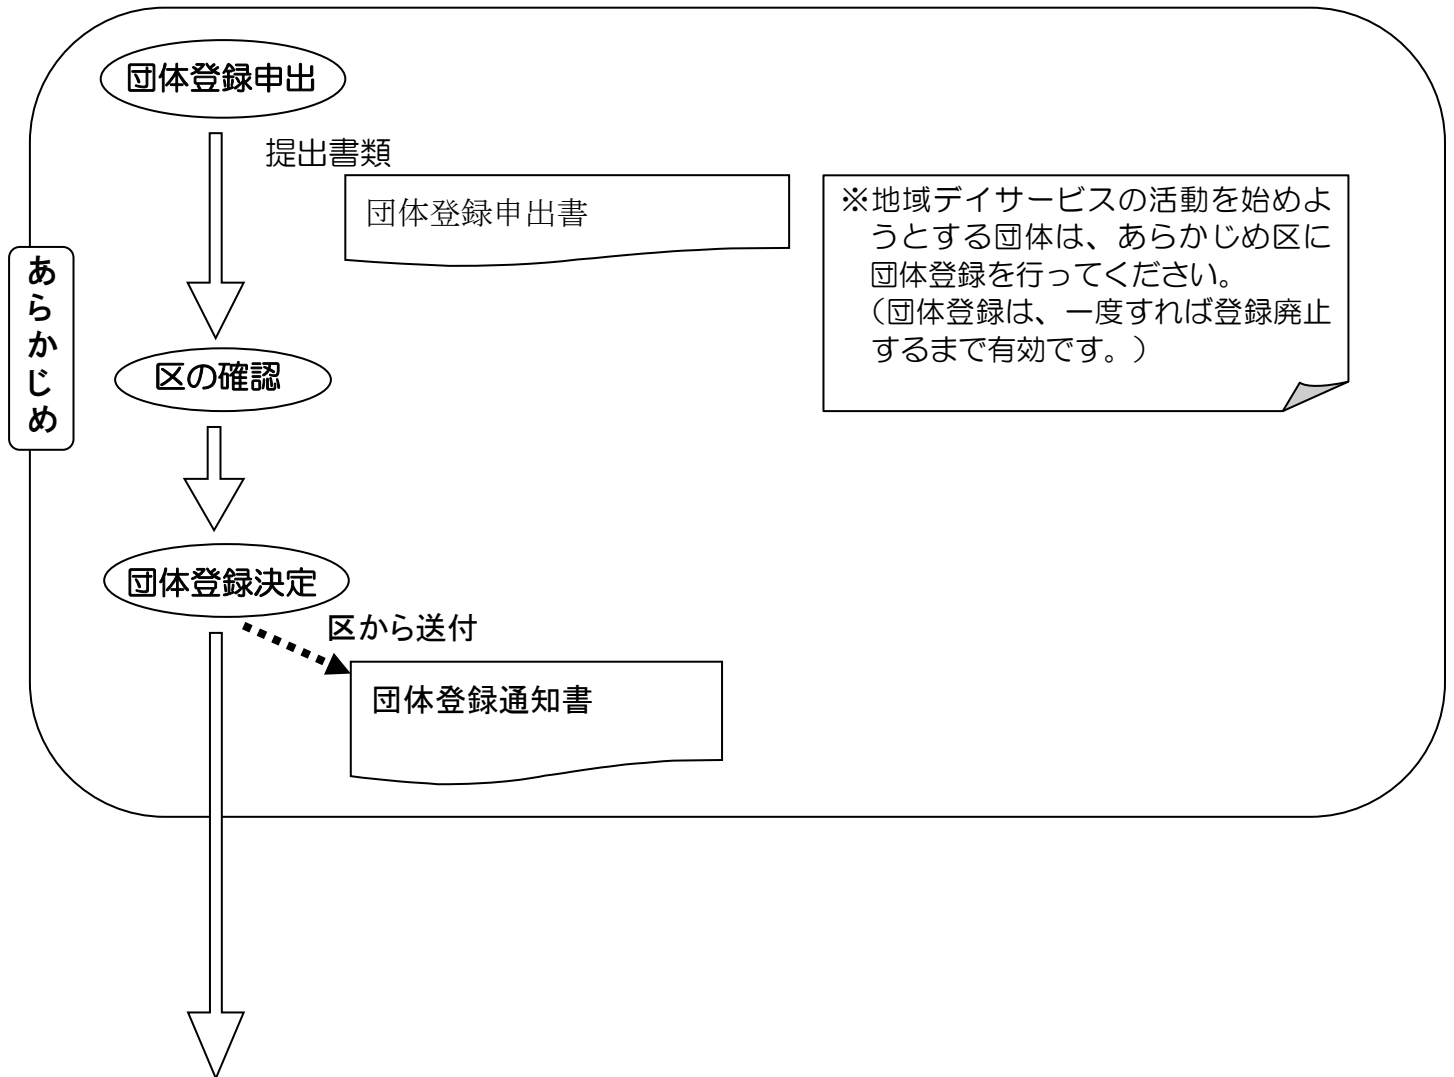 団体登録申出
提出書類
団体登録申出書
※地域デイサービスの活動を始めよ
うとする団体は、あらかじめ区に
団体登録を行ってください。
（団体登録は、一度すれば登録廃止
するまで有効です。）
あらかじめ
区の確認
団体登録決定
区から送付
団体登録通知書